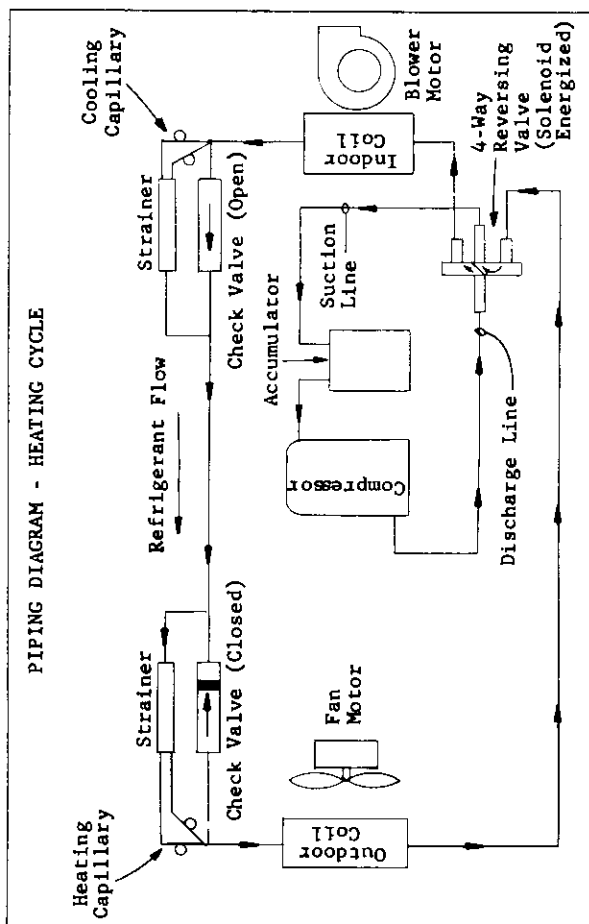 PIPING DIAGRAM - HEATING CYCLE
Heating
Capillary
Strainer
Check Valve (Closed)
Refrigerant Flow
Strainer
Check Valve (Open)
Cooling
Capillary
Outdoor
Coil
Fan
Motor
Compressor
Accumulator
Suction
Line
Discharge Line
Indoor
Coil
Blower
Motor
4-Way
Reversing
Valve
(Solenoid
Energized)